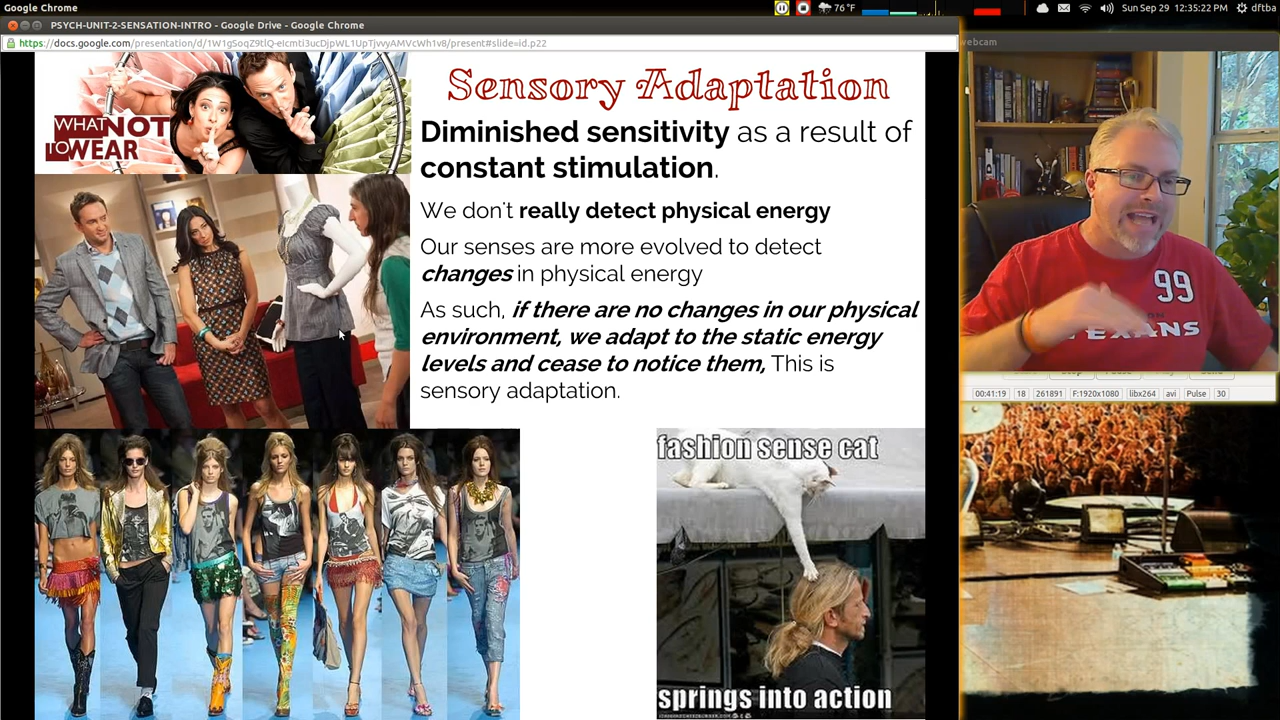 Google Chrome
76 °F
Sun Sep 29 12:35:22 PM
dftba
PSYCH-UNIT-2-SENSATION-INTRO - Google Drive - Google Chrome
webcam
https://docs.google.com/presentation/d/1W1gSoqZ9tlQ-eIcmti3ucDjpWL1UpTjvvyAMVcWh1v8/present#slide=id.p22
WHAT NOT
TO WEAR
Sensory Adaptation
Diminished sensitivity as a result of
constant stimulation.
We don't really detect physical energy
Our senses are more evolved to detect
changes in physical energy
As such, if there are no changes in our physical
environment, we adapt to the static energy
levels and cease to notice them, This is
sensory adaptation.
99
TEXANS
00:41:19 18 261891 F:1920x1080 libx264 avi Pulse 30
fashion sense cat
springs into action